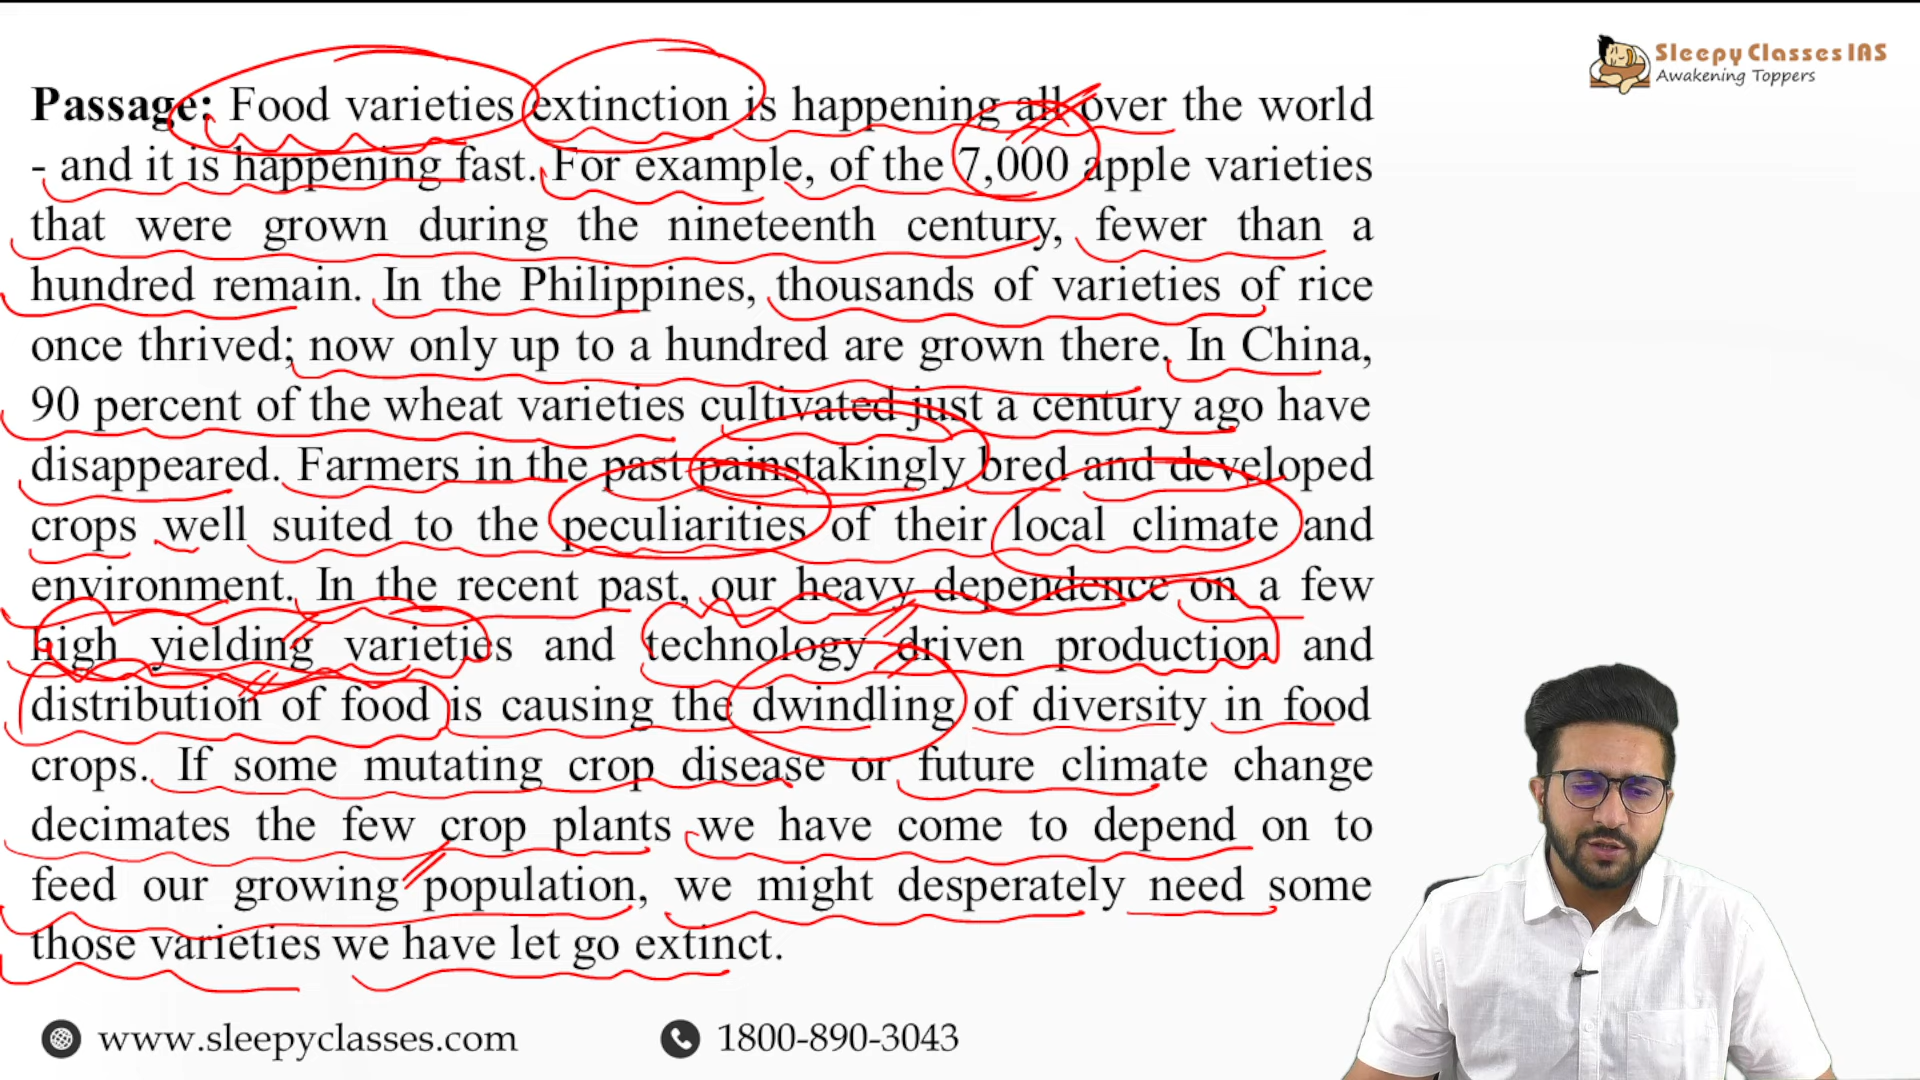 Sleepy Classes IAS
Awakening Toppers
Passage: Food varieties extinction is happening all over the world
- and it is happening fast. For example, of the 7,000 apple varieties
that were grown during the nineteenth century, fewer than a
hundred remain. In the Philippines, thousands of varieties of rice
once thrived; now only up to a hundred are grown there. In China,
90 percent of the wheat varieties cultivated just a century ago have
disappeared. Farmers in the past painstakingly bred and developed
crops well suited to the peculiarities of their local climate and
environment. In the recent past, our heavy dependence on a few
high yielding varieties and technology driven production and
distribution of food is causing the dwindling of diversity in food
crops. If some mutating crop disease or future climate change
decimates the few crop plants we have come to depend on to
feed our growing population, we might desperately need some
those varieties we have let go extinct.
www.sleepyclasses.com 1800-890-3043